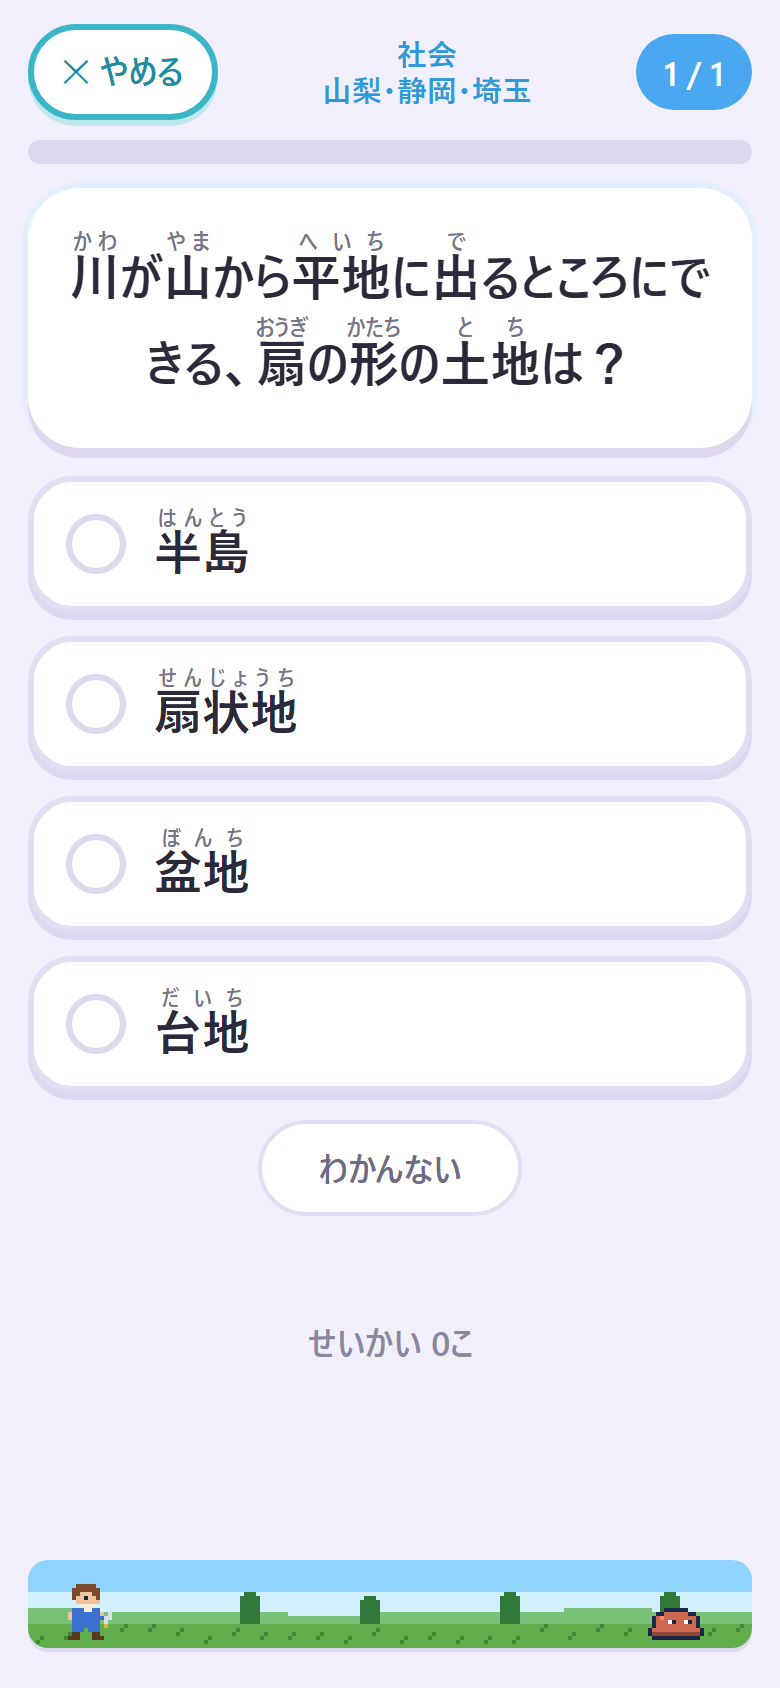 × やめる
社会
山梨・静岡・埼玉
1 / 1
かわ やま へいち で
川が山から平地に出るところにで
おうぎ かたち とち
きる、扇の形の土地は？
はんとう
半島
せんじょうち
扇状地
ぼんち
盆地
だいち
台地
わかんない
せいかい 0こ